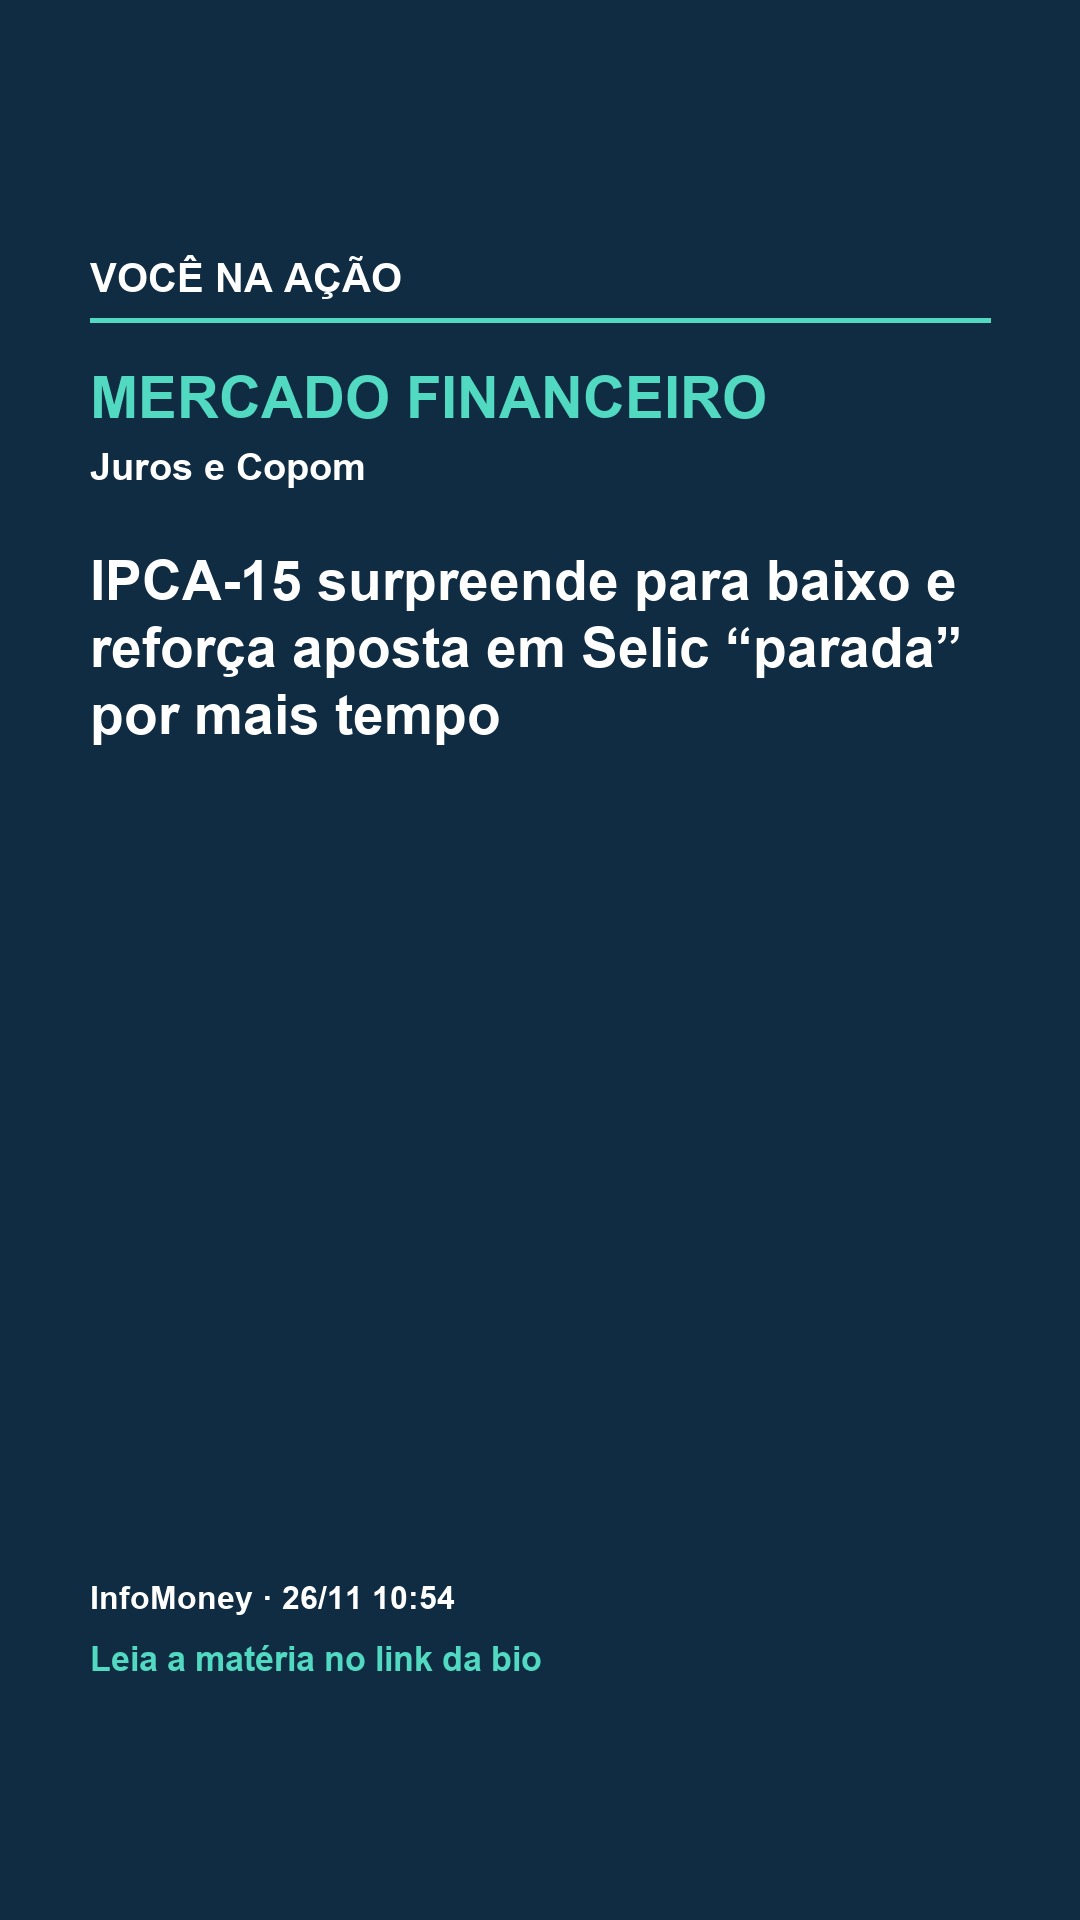 VOCÊ NA AÇÃO
MERCADO FINANCEIRO
Juros e Copom
IPCA-15 surpreende para baixo e
reforça aposta em Selic “parada”
por mais tempo
InfoMoney · 26/11 10:54
Leia a matéria no link da bio